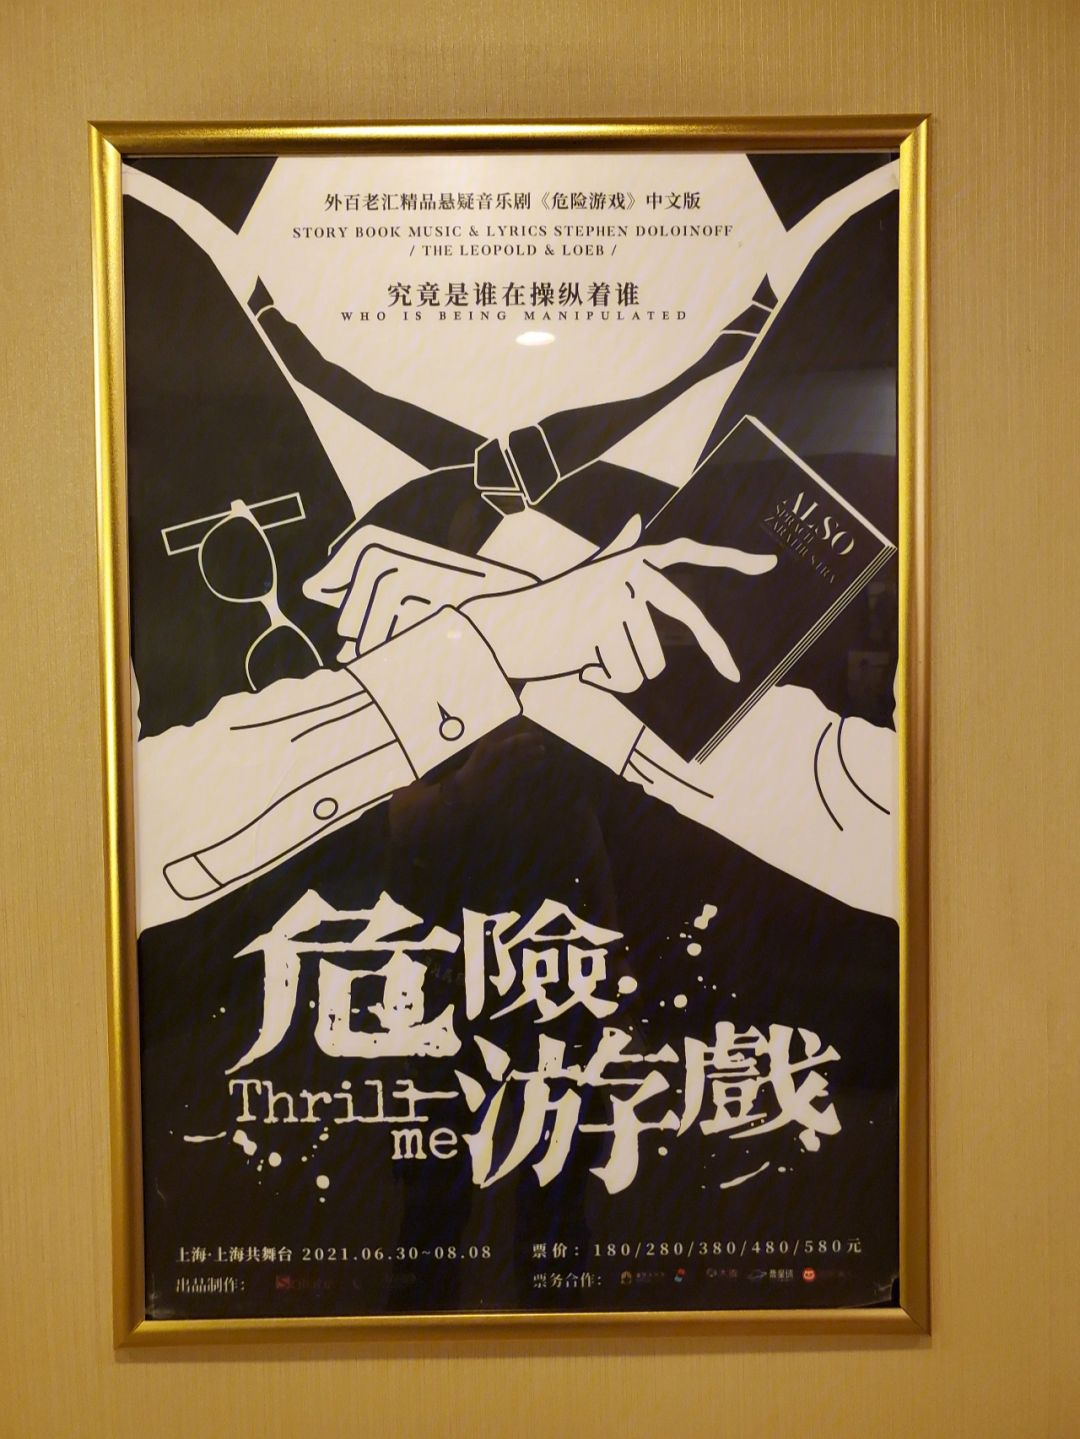 外百老汇精品悬疑音乐剧《危险游戏》中文版
STORY BOOK MUSIC & LYRICS STEPHEN DOLOINOFF
/ THE LEOPOLD & LOEB /
究竟是谁在操纵着谁
WHO IS BEING MANIPULATED
ALSO
SPRACH
ZARATHUSTRA
危險
游戲
Thrill
me
上海·上海共舞台 2021.06.30~08.08
票价：180/280/380/480/580元
出品制作：
票务合作：